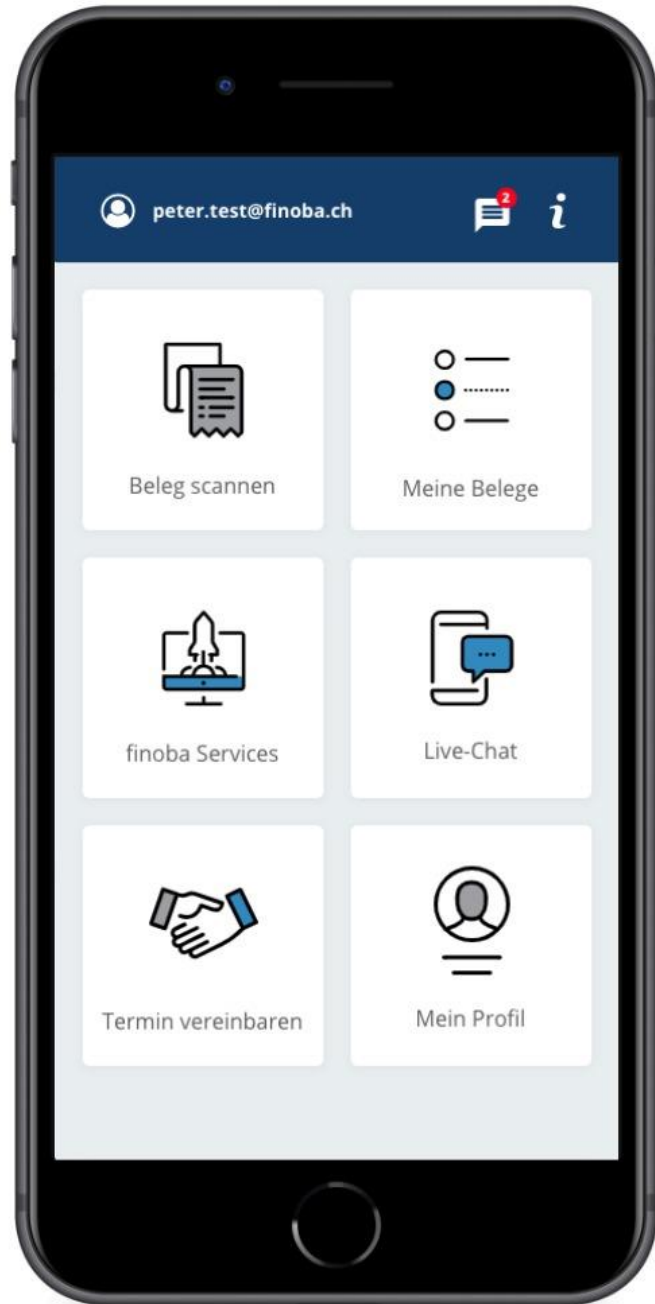 peter.test@finoba.ch
2
i
Beleg scannen
Meine Belege
finoba Services
Live-Chat
Termin vereinbaren
Mein Profil